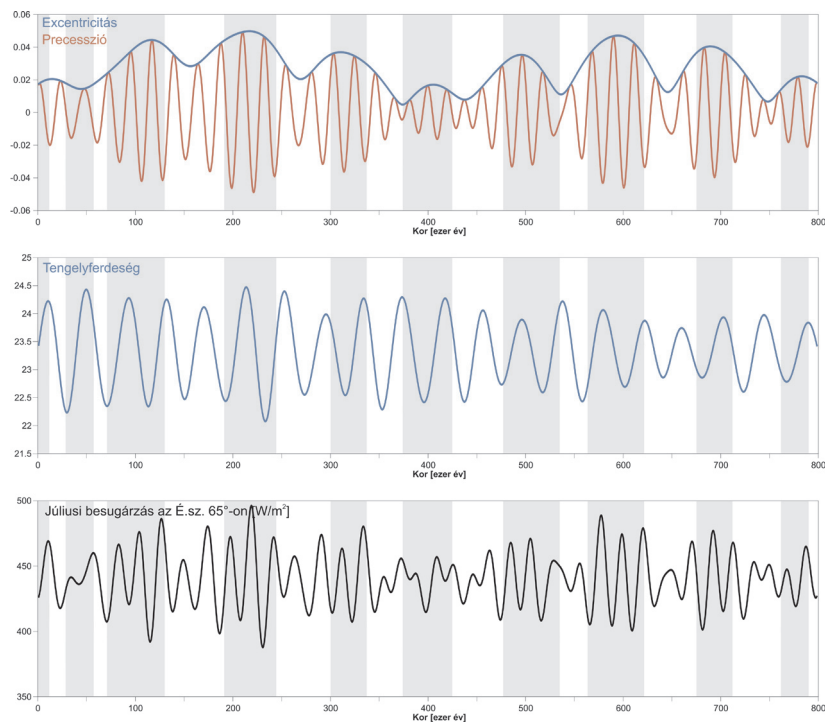 0.06
Excentricitás
Precesszió
0.04
0.02
0
-0.02
-0.04
-0.06
0 100 200 300 400 500 600 700 800
Kor [ezer év]
25
Tengelyferdeség
24.5
24
23.5
23
22.5
22
21.5
0 100 200 300 400 500 600 700 800
Kor [ezer év]
500
Júliusi besugárzás az É.sz. 65°-on [W/m²]
450
400
350
0 100 200 300 400 500 600 700 800
Kor [ezer év]